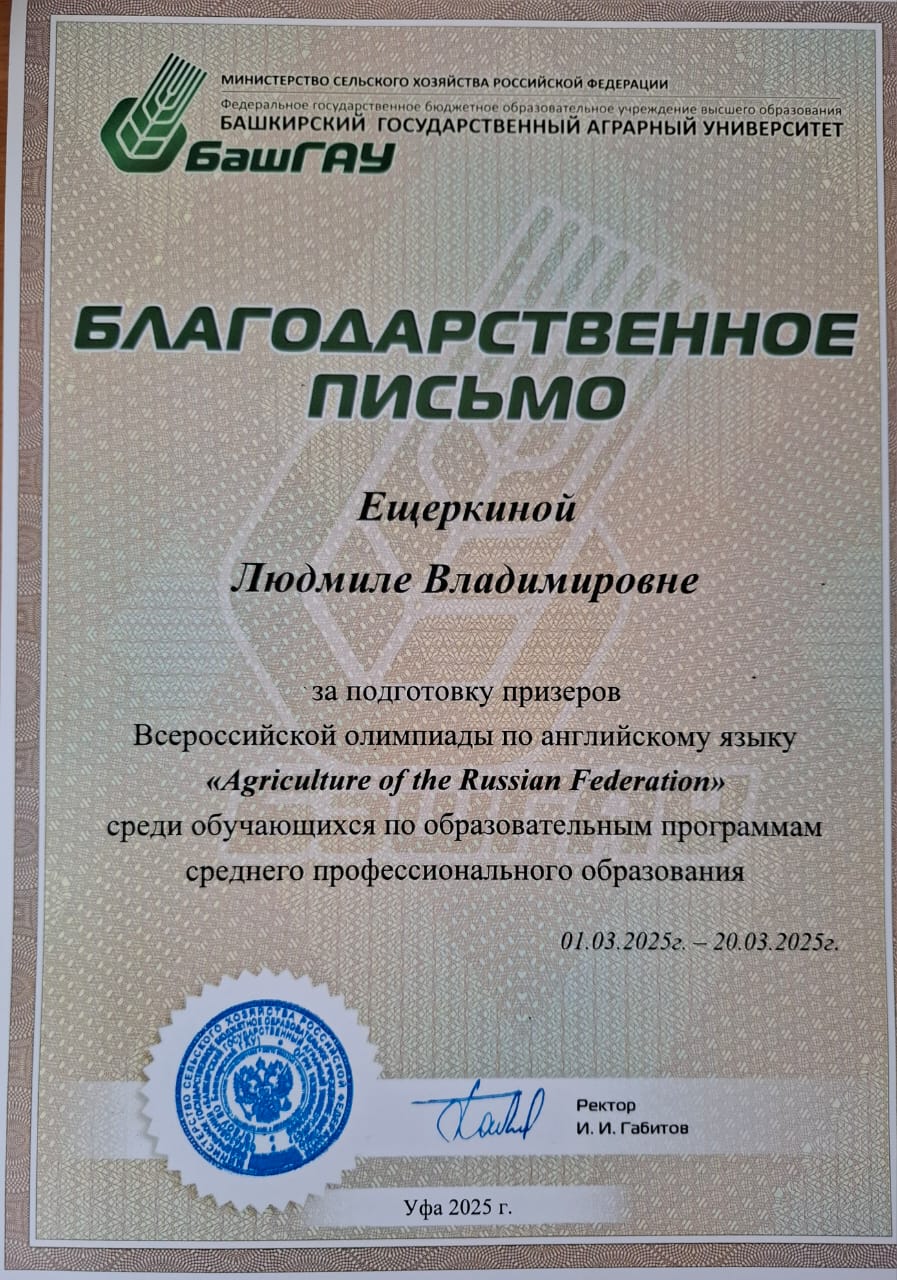 МИНИСТЕРСТВО СЕЛЬСКОГО ХОЗЯЙСТВА РОССИЙСКОЙ ФЕДЕРАЦИИ
Федеральное государственное бюджетное образовательное учреждение высшего образования
БАШКИРСКИЙ ГОСУДАРСТВЕННЫЙ АГРАРНЫЙ УНИВЕРСИТЕТ
БашГАУ
БЛАГОДАРСТВЕННОЕ
ПИСЬМО
Ещеркиной
Людмиле Владимировне
за подготовку призеров
Всероссийской олимпиады по английскому языку
«Agriculture of the Russian Federation»
среди обучающихся по образовательным программам
среднего профессионального образования
01.03.2025г. – 20.03.2025г.
Ректор
И. И. Габитов
Уфа 2025 г.